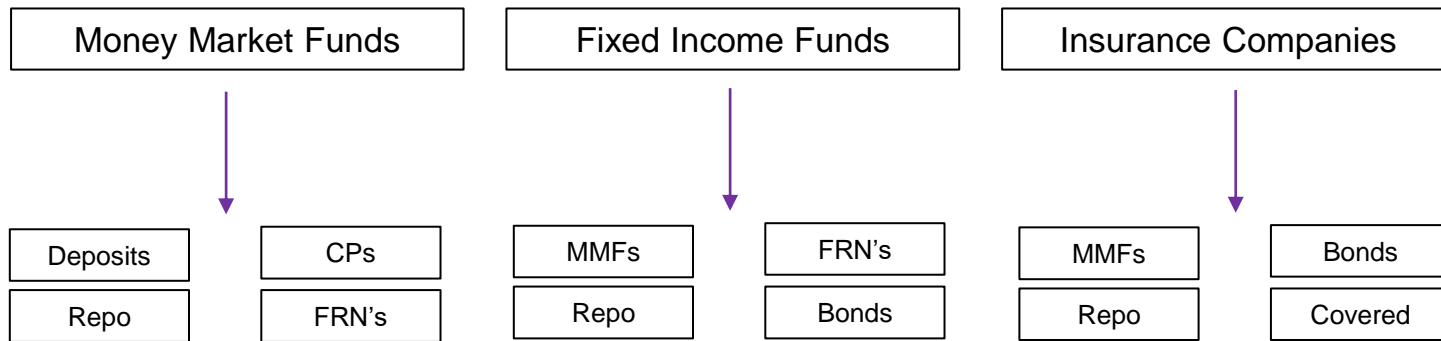 Money Market Funds
Fixed Income Funds
Insurance Companies
Deposits
CPs
Repo
FRN’s
MMFs
FRN’s
Repo
Bonds
MMFs
Bonds
Repo
Covered